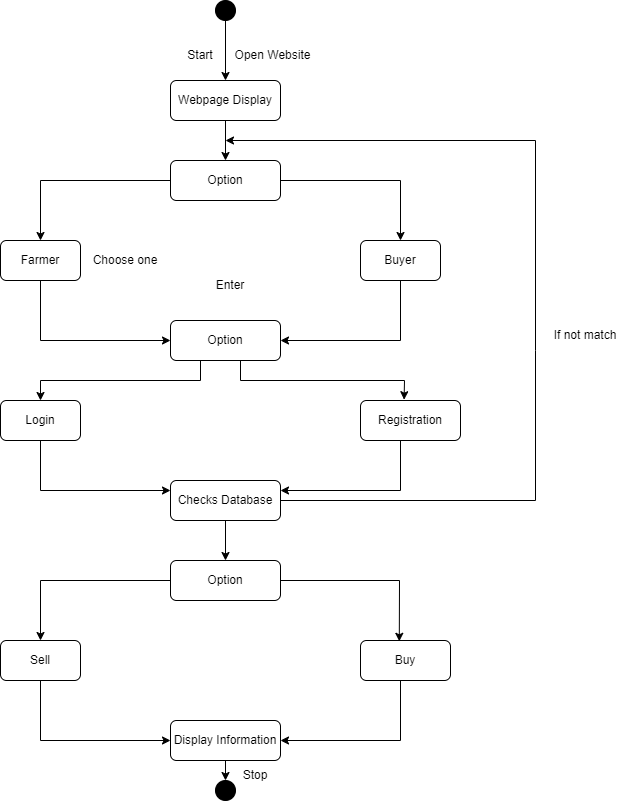 Start
Open Website
Webpage Display
Option
Farmer
Choose one
Buyer
Enter
Option
If not match
Login
Registration
Checks Database
Option
Sell
Buy
Display Information
Stop